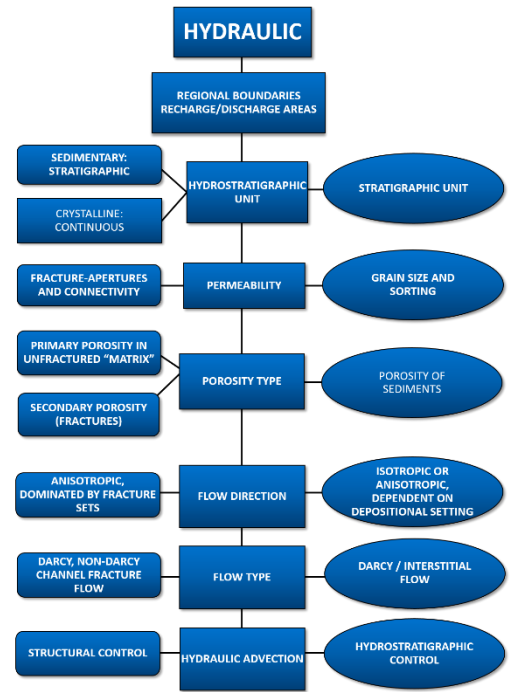 HYDRAULIC
REGIONAL BOUNDARIES
RECHARGE/DISCHARGE AREAS
SEDIMENTARY:
STRATIGRAPHIC
CRYSTALLINE:
CONTINUOUS
HYDROSTRATIGRAPHIC
UNIT
STRATIGRAPHIC UNIT
FRACTURE-APERTURES
AND CONNECTIVITY
PERMEABILITY
GRAIN SIZE AND
SORTING
PRIMARY POROSITY IN
UNFRACTURED “MATRIX”
SECONDARY POROSITY
(FRACTURES)
POROSITY TYPE
POROSITY OF
SEDIMENTS
ANISOTROPIC,
DOMINATED BY FRACTURE
SETS
FLOW DIRECTION
ISOTROPIC OR
ANISOTROPIC,
DEPENDENT ON
DEPOSITIONAL SETTING
DARCY, NON-DARCY
CHANNEL FRACTURE
FLOW
FLOW TYPE
DARCY / INTERSTITIAL
FLOW
STRUCTURAL CONTROL
HYDRAULIC ADVECTION
HYDROSTRATIGRAPHIC
CONTROL